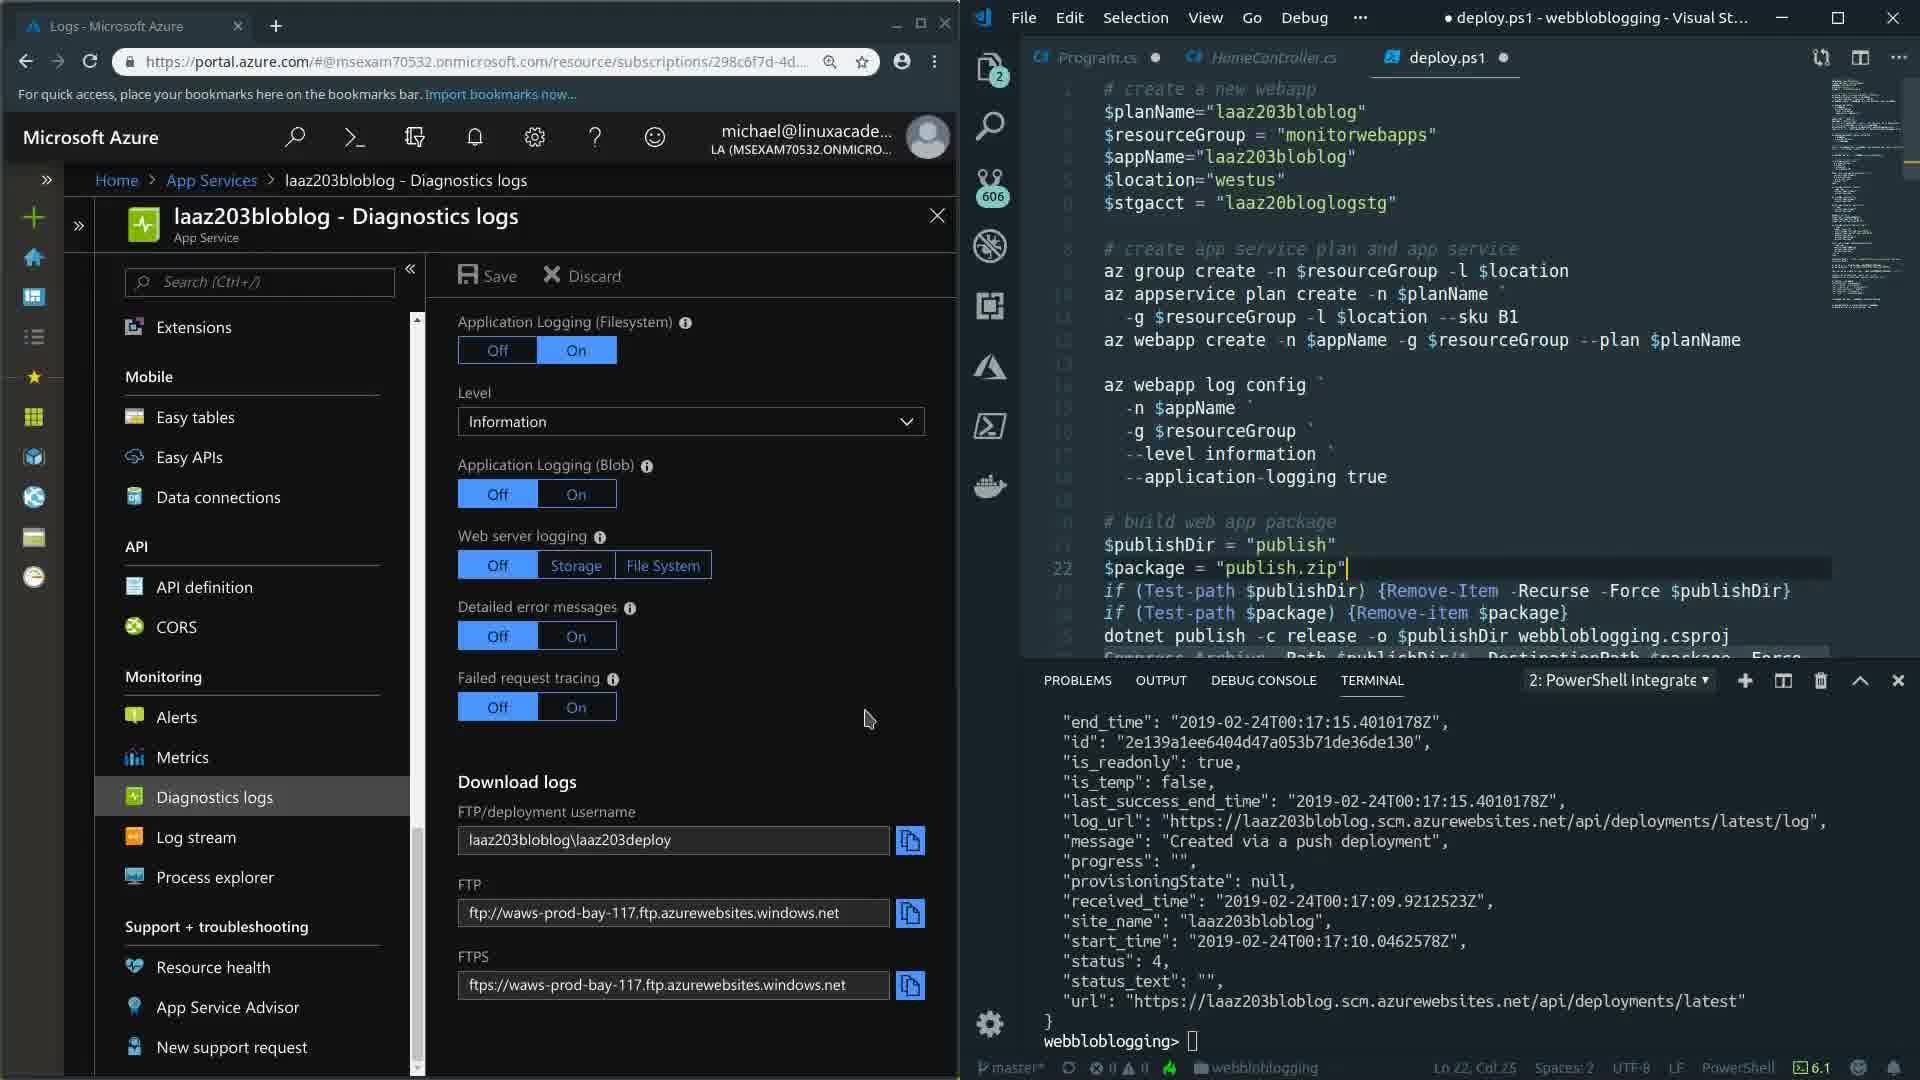 Logs - Microsoft Azure
https://portal.azure.com/#@msexam70532.onmicrosoft.com/resource/subscriptions/298c6f7d-4d...
For quick access, place your bookmarks here on the bookmarks bar. Import bookmarks now...
Microsoft Azure
michael@linuxacade...
LA (MSEXAM70532.ONMICRO...
Home > App Services > laaz203bloblog - Diagnostics logs
laaz203bloblog - Diagnostics logs
App Service
Search (Ctrl+/)
Extensions
Mobile
Easy tables
Easy APIs
Data connections
API
API definition
CORS
Monitoring
Alerts
Metrics
Diagnostics logs
Log stream
Process explorer
Support + troubleshooting
Resource health
App Service Advisor
New support request
Save Discard
Application Logging (Filesystem)
Off On
Level
Information
Application Logging (Blob)
Off On
Web server logging
Off Storage File System
Detailed error messages
Off On
Failed request tracing
Off On
Download logs
FTP/deployment username
laaz203bloblog\laaz203deploy
FTP
ftp://waws-prod-bay-117.ftp.azurewebsites.windows.net
FTPS
ftps://waws-prod-bay-117.ftp.azurewebsites.windows.net
File Edit Selection View Go Debug ··· ● deploy.ps1 - webbloblogging - Visual St...
Program.cs ● HomeController.cs deploy.ps1 ●
2
606
# create a new webapp
$planName="laaz203bloblog"
$resourceGroup = "monitorwebapps"
$appName="laaz203bloblog"
$location="westus"
$stgacct = "laaz20bloglogstg"
# create app service plan and app service
az group create -n $resourceGroup -l $location
az appservice plan create -n $planName `
-g $resourceGroup -l $location --sku B1
az webapp create -n $appName -g $resourceGroup --plan $planName
az webapp log config `
-n $appName `
-g $resourceGroup `
--level information `
--application-logging true
# build web app package
$publishDir = "publish"
22 $package = "publish.zip"
if (Test-path $publishDir) {Remove-Item -Recurse -Force $publishDir}
if (Test-path $package) {Remove-item $package}
dotnet publish -c release -o $publishDir webbloblogging.csproj
Compress-Archive -Path $publishDir/* -DestinationPath $package -Force
PROBLEMS OUTPUT DEBUG CONSOLE TERMINAL 2: PowerShell Integrate
"end_time": "2019-02-24T00:17:15.4010178Z",
"id": "2e139a1ee6404d47a053b71de36de130",
"is_readonly": true,
"is_temp": false,
"last_success_end_time": "2019-02-24T00:17:15.4010178Z",
"log_url": "https://laaz203bloblog.scm.azurewebsites.net/api/deployments/latest/log",
"message": "Created via a push deployment",
"progress": "",
"provisioningState": null,
"received_time": "2019-02-24T00:17:09.9212523Z",
"site_name": "laaz203bloblog",
"start_time": "2019-02-24T00:17:10.0462578Z",
"status": 4,
"status_text": "",
"url": "https://laaz203bloblog.scm.azurewebsites.net/api/deployments/latest"
}
webbloblogging>
master* 0 0 webbloblogging Ln 22, Col 25 Spaces: 2 UTF-8 LF PowerShell 6.1